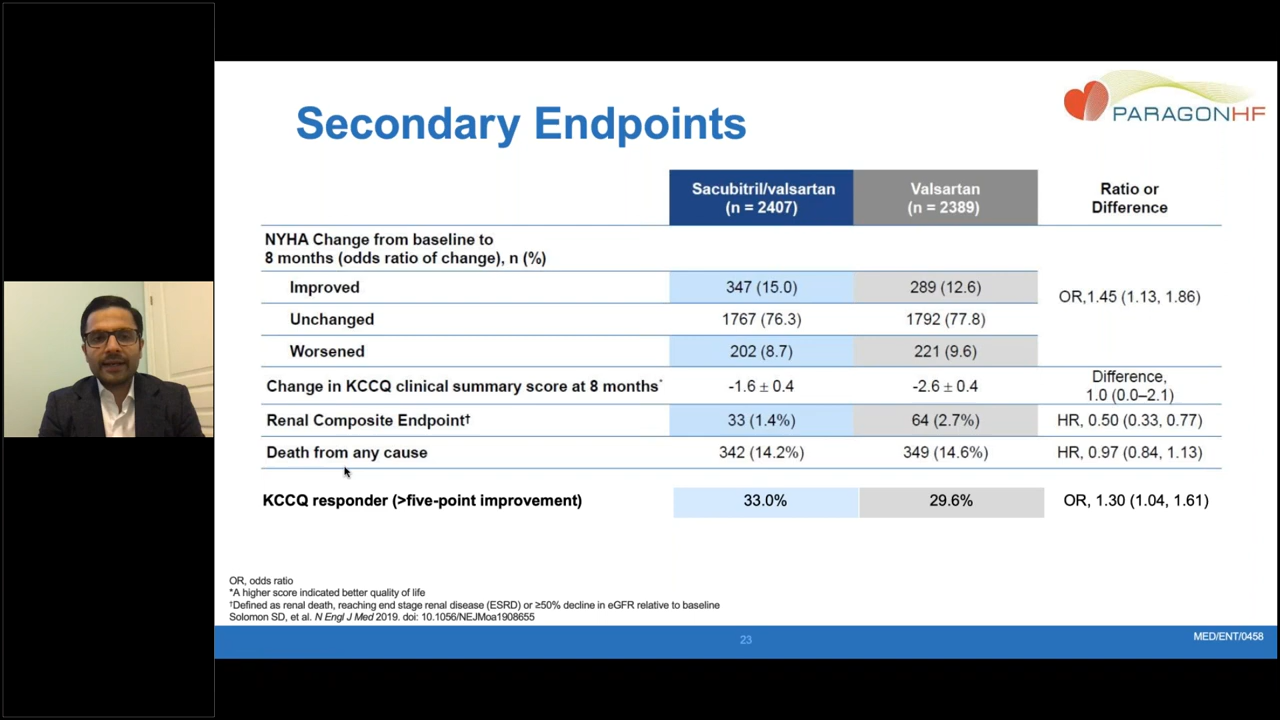 PARAGONHF
Secondary Endpoints
Sacubitril/valsartan
(n = 2407)
Valsartan
(n = 2389)
Ratio or
Difference
NYHA Change from baseline to
8 months (odds ratio of change), n (%)
Improved 347 (15.0) 289 (12.6)
OR,1.45 (1.13, 1.86)
Unchanged 1767 (76.3) 1792 (77.8)
Worsened 202 (8.7) 221 (9.6)
Change in KCCQ clinical summary score at 8 months* -1.6 ± 0.4 -2.6 ± 0.4
Difference,
1.0 (0.0–2.1)
Renal Composite Endpoint† 33 (1.4%) 64 (2.7%) HR, 0.50 (0.33, 0.77)
Death from any cause 342 (14.2%) 349 (14.6%) HR, 0.97 (0.84, 1.13)
KCCQ responder (>five-point improvement) 33.0% 29.6% OR, 1.30 (1.04, 1.61)
OR, odds ratio
*A higher score indicated better quality of life
†Defined as renal death, reaching end stage renal disease (ESRD) or ≥50% decline in eGFR relative to baseline
Solomon SD, et al. N Engl J Med 2019. doi: 10.1056/NEJMoa1908655
23
MED/ENT/0458